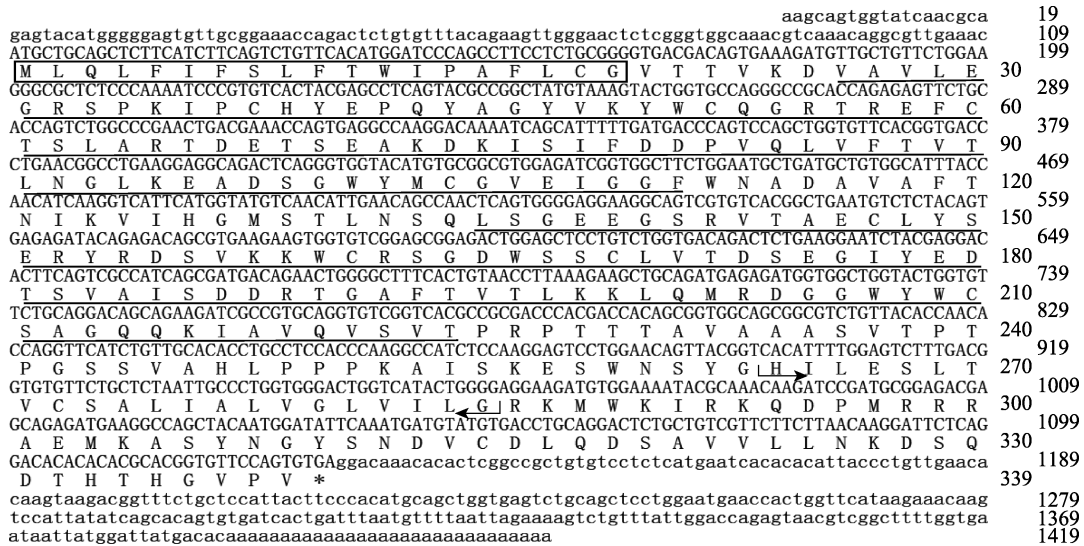 aagcagtggtatcaacgca 19
gagtacatgggggagtgttgcggaaaccagactctgtgtttacagaagttgggaactctcgggtggcaaacgtcaaacaggcgttgaaac 109
ATGCTGCAGCTCTTCATCTTCAGTCTGTTCACATGGATCCCAGCCTTCCTCTGCGGGGTGACGACAGTGAAAGATGTTGCTGTTCTGGAA 199
M L Q L F I F S L F T W I P A F L C G V T T V K D V A V L E 30
GGGCGCTCTCCCAAAATCCCGTGTCACTACGAGCCTCAGTACGCCGGCTATGTAAAGTACTGGTGCCAGGGCCGCACCAGAGAGTTCTGC 289
G R S P K I P C H Y E P Q Y A G Y V K Y W C Q G R T R E F C 60
ACCAGTCTGGCCCGAACTGACGAAACCAGTGAGGCCAAGGACAAAATCAGCATTTTTGATGACCCAGTCCAGCTGGTGTTCACGGTGACC 379
T S L A R T D E T S E A K D K I S I F D D P V Q L V F T V T 90
CTGAACGGCCTGAAGGAGGCAGACTCAGGGTGGTACATGTGCGGCGTGGAGATCGGTGGCTTCTGGAATGCTGATGCTGTGGCATTTACC 469
L N G L K E A D S G W Y M C G V E I G G F W N A D A V A F T 120
AACATCAAGGTCATTCATGGTATGTCAACATTGAACAGCCAACTCAGTGGGGAGGAAGGCAGTCGTGTCACGGCTGAATGTCTCTACAGT 559
N I K V I H G M S T L N S Q L S G E E G S R V T A E C L Y S 150
GAGAGATACAGAGACAGCGTGAAGAAGTGGTGTCGGAGCGGAGACTGGAGCTCCTGTCTGGTGACAGACTCTGAAGGAATCTACGAGGAC 649
E R Y R D S V K K W C R S G D W S S C L V T D S E G I Y E D 180
ACTTCAGTCGCCATCAGCGATGACAGAACTGGGGCTTTCACTGTAACCTTAAAGAAGCTGCAGATGAGAGATGGTGGCTGGTACTGGTGT 739
T S V A I S D D R T G A F T V T L K K L Q M R D G G W Y W C 210
TCTGCAGGACAGCAGAAGATCGCCGTGCAGGTGTCGGTCACGCCGCGACCCACGACCACAGCGGTGGCAGCGGCGTCTGTTACACCAACA 829
S A G Q Q K I A V Q V S V T P R P T T T A V A A A S V T P T 240
CCAGGTTCATCTGTTGCACACCTGCCTCCACCCAAGGCCATCTCCAAGGAGTCCTGGAACAGTTACGGTCACATTTTGGAGTCTTTGACG 919
P G S S V A H L P P P K A I S K E S W N S Y G H I L E S L T 270
GTGTGTTCTGCTCTAATTGCCCTGGTGGGACTGGTCATACTGGGGAGGAAGATGTGGAAAATACGCAAACAAGATCCGATGCGGAGACGA 1009
V C S A L I A L V G L V I L G R K M W K I R K Q D P M R R R 300
GCAGAGATGAAGGCCAGCTACAATGGATATTCAAATGATGTATGTGACCTGCAGGACTCTGCTGTCGTTCTTCTTAACAAGGATTCTCAG 1099
A E M K A S Y N G Y S N D V C D L Q D S A V V L L N K D S Q 330
GACACACACACGCACGGTGTTCCAGTGTGAggacaaacacactcggccgctgtgtcctctcatgaatcacacacattaccctgttgaaca 1189
D T H T H G V P V * 339
caagtaagacggtttctgctccattacttcccacatgcagctggtgagtctgcagctcctggaatgaaccactggttcataagaaacaag 1279
tccattatatcagcacagtgtgatcactgatttaatgttttaattagaaaagtctgtttattggaccagagtaacgtcggcttttggtga 1369
ataattatggattatgacacaaaaaaaaaaaaaaaaaaaaaaaaaaaaaa 1419